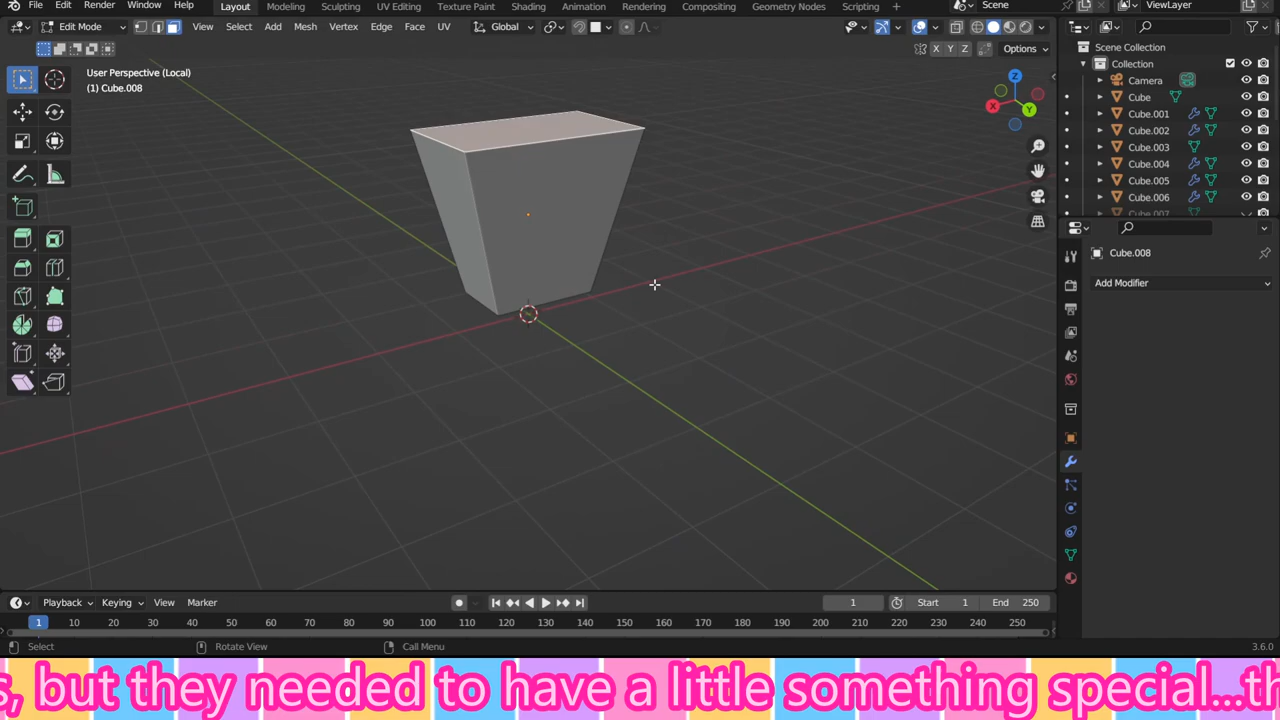 File Edit Render Window Help Layout Modeling Sculpting UV Editing Texture Paint Shading Animation Rendering Compositing Geometry Nodes Scripting + Scene ViewLayer
Edit Mode View Select Add Mesh Vertex Edge Face UV Global
X Y Z Options
User Perspective (Local)
(1) Cube.008
Z
X
Y
Scene Collection
Collection
Camera
Cube
Cube.001
Cube.002
Cube.003
Cube.004
Cube.005
Cube.006
Cube.007
Cube.008
Add Modifier
Playback Keying View Marker 1 Start 1 End 250
1 10 20 30 40 50 60 70 80 90 100 110 120 130 140 150 160 170 180 190 200 210 220 230 240 250
Select Rotate View Call Menu 3.6.0
s, but they needed to have a little something special...th